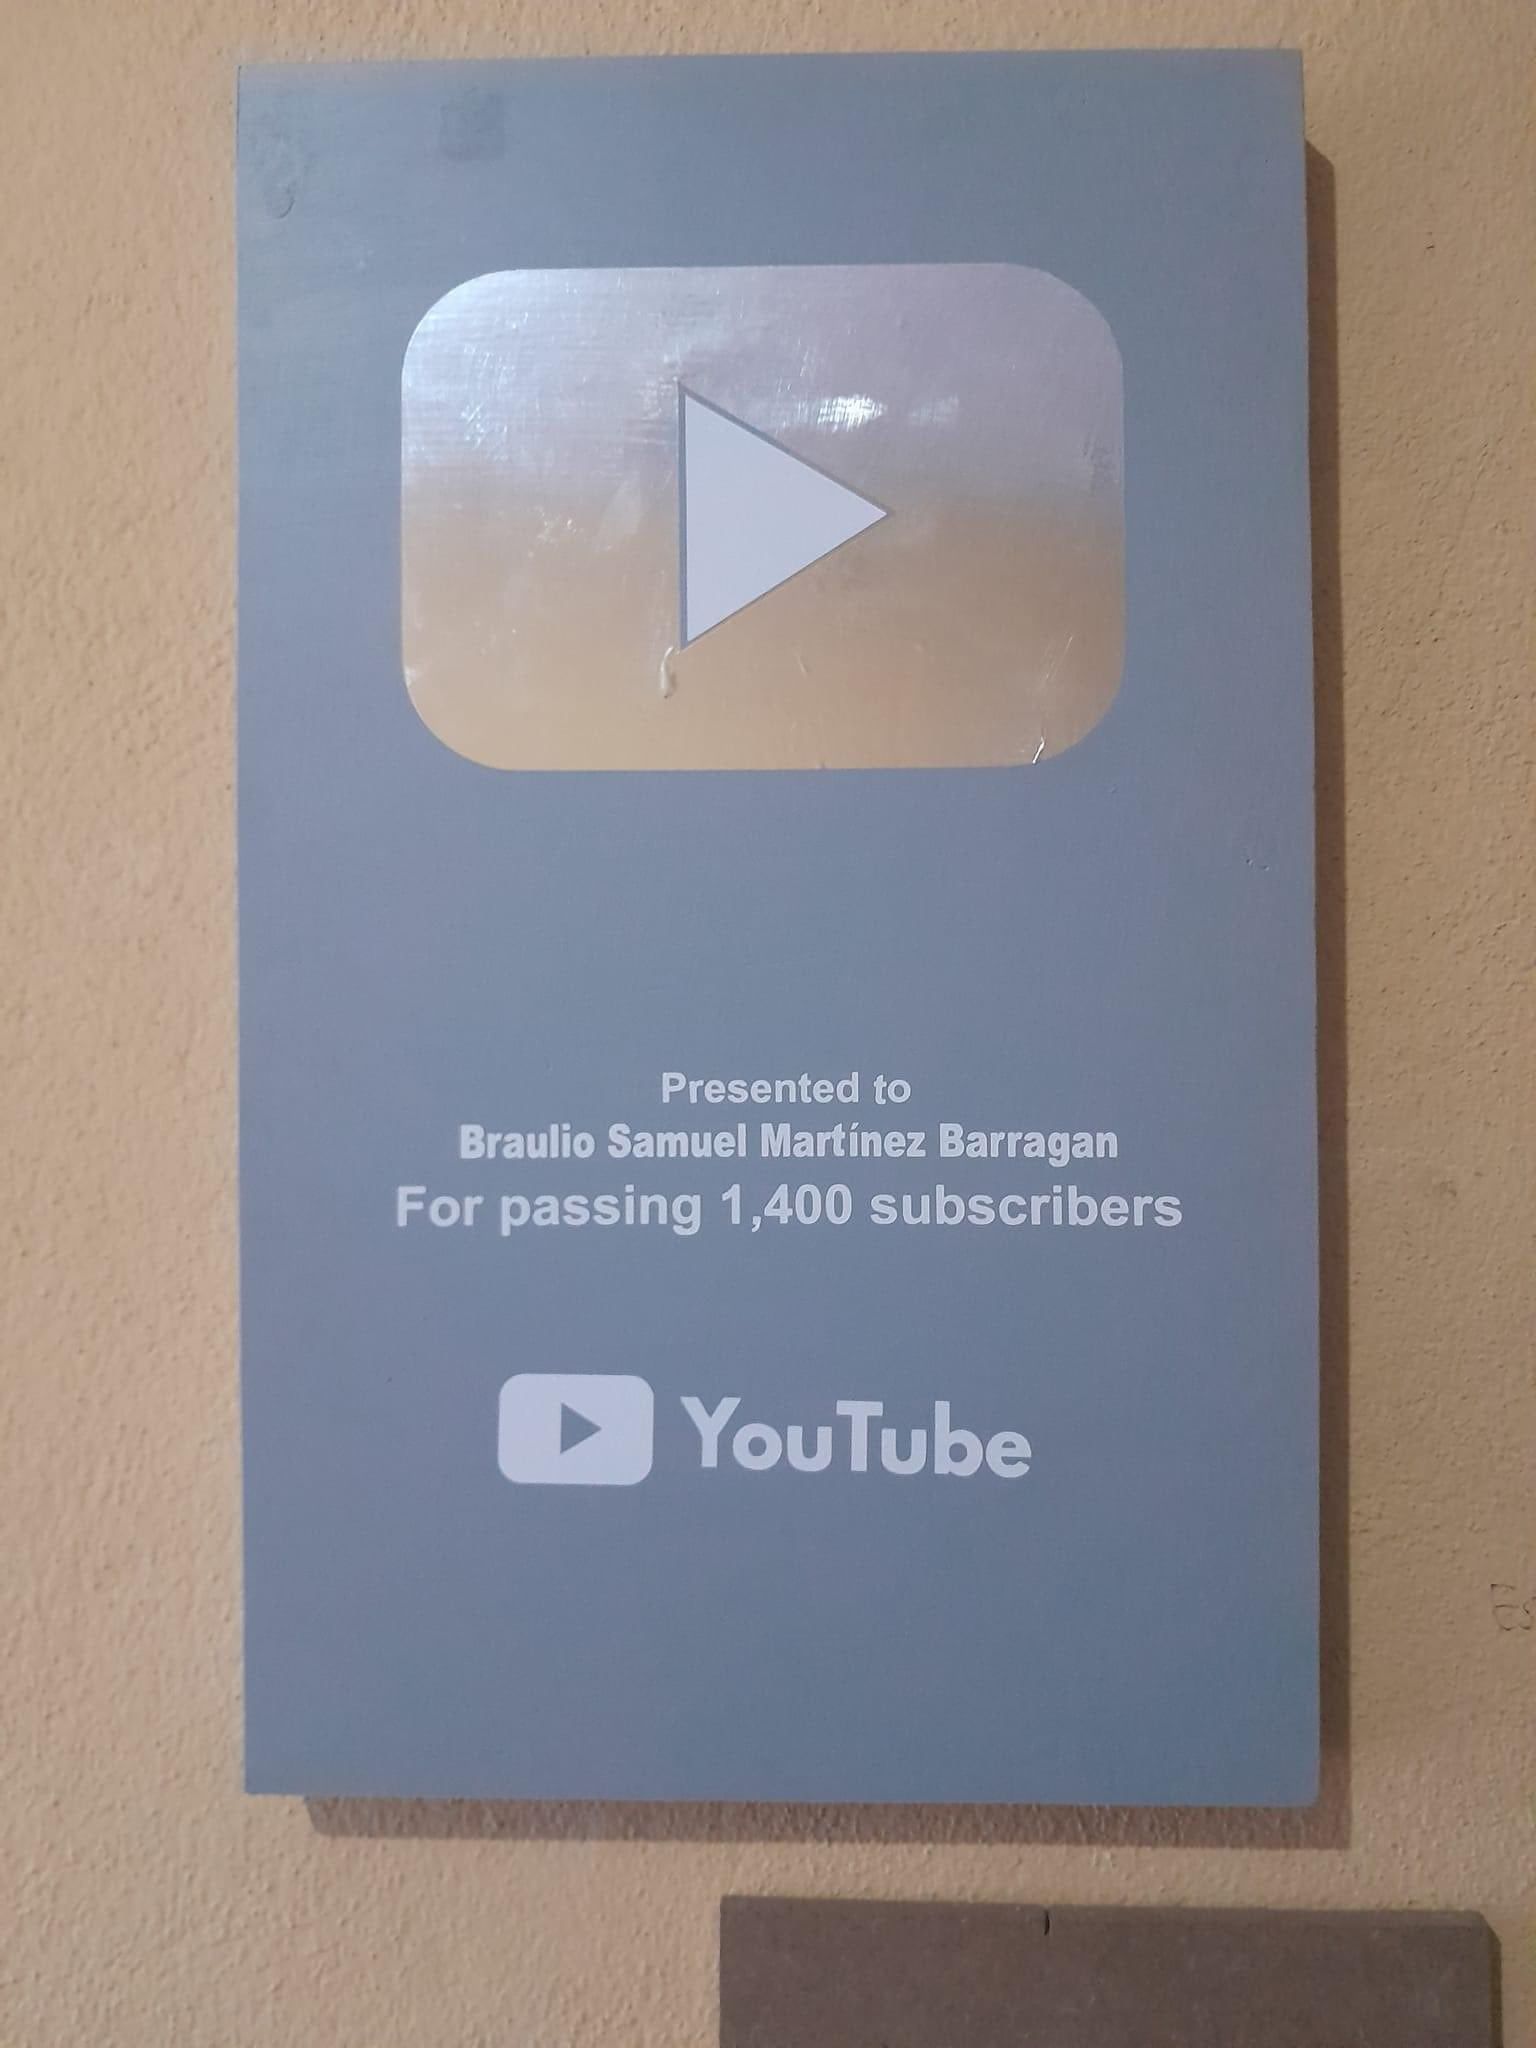 Presented to
Braulio Samuel Martínez Barragan
For passing 1,400 subscribers
YouTube